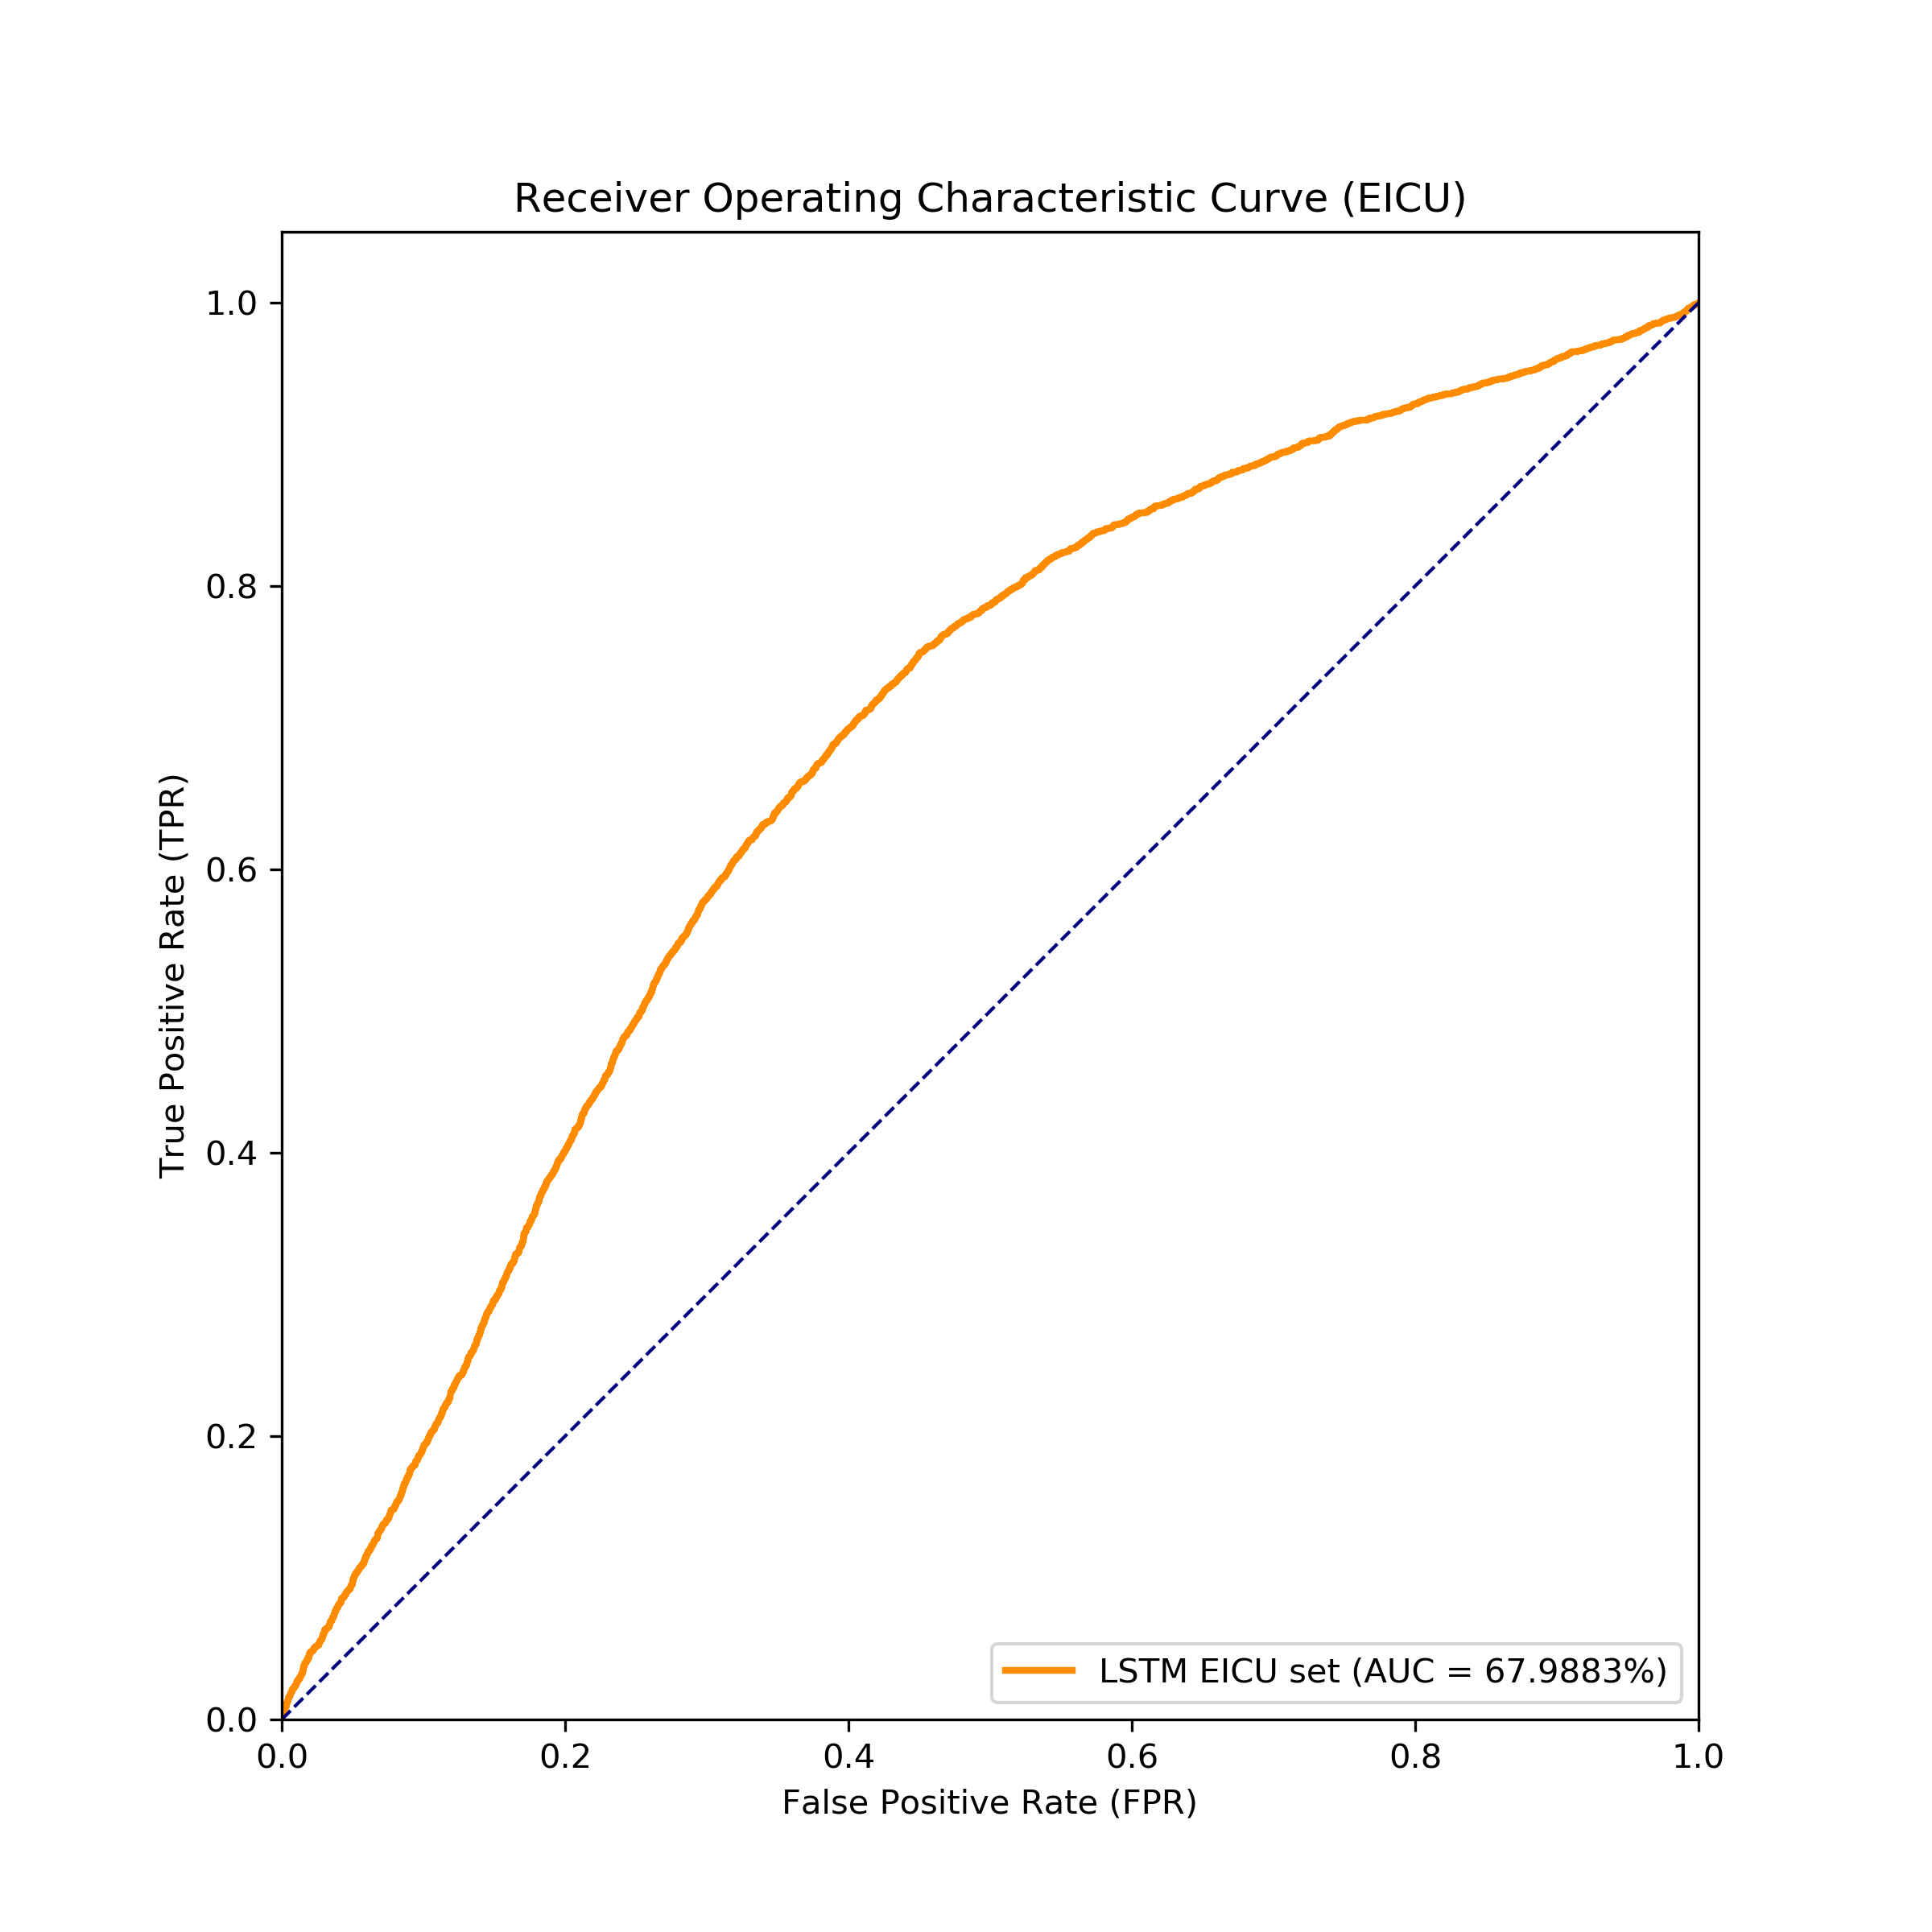 Receiver Operating Characteristic Curve (EICU)
True Positive Rate (TPR)
1.0
0.8
0.6
0.4
0.2
0.0
LSTM EICU set (AUC = 67.9883%)
0.0 0.2 0.4 0.6 0.8 1.0
False Positive Rate (FPR)